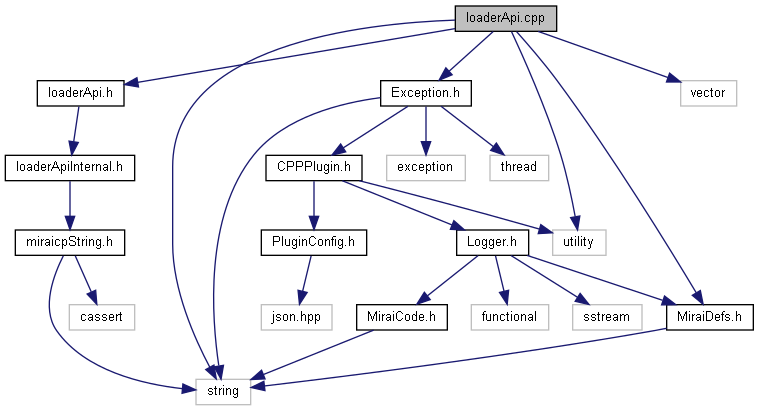 loaderApi.cpp
loaderApi.h
Exception.h
vector
loaderApiInternal.h
CPPPlugin.h
exception
thread
miraicpString.h
PluginConfig.h
Logger.h
utility
cassert
json.hpp
MiraiCode.h
functional
sstream
MiraiDefs.h
string